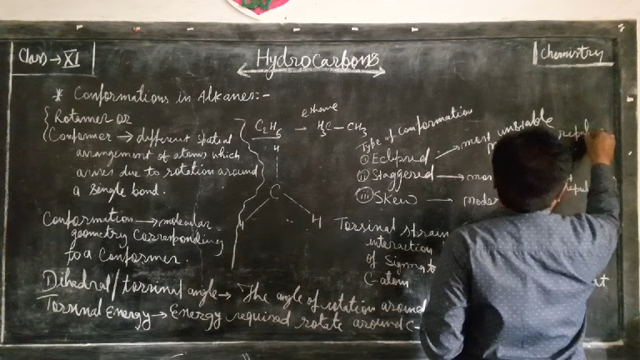 Class → XI
Hydrocarbons
Chemistry
* Conformations in Alkanes:-
Rotamer or
Conformer → different spatial
arrangement of atoms which
arises due to rotation around
a single bond.
Conformation → molecular
geometry corresponding
to a conformer.
C₂H₆ → H₃C — CH₃
ethane
H
C
H
Type of conformation
(i) Eclipsed → most unstable
(ii) Staggered →
(iii) Skew →
Torsional strain
interaction
of Sigma
C-atom
Dihedral/torsional angle → The angle of rotation around
Torsional Energy → Energy required rotate around C-